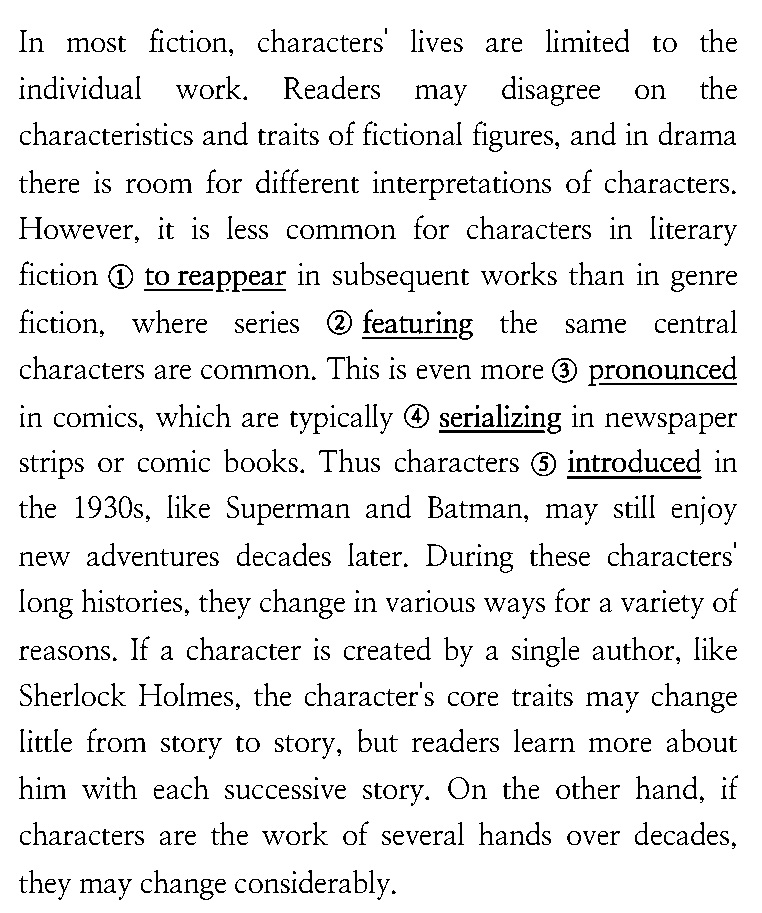 In most fiction, characters' lives are limited to the
individual work. Readers may disagree on the
characteristics and traits of fictional figures, and in drama
there is room for different interpretations of characters.
However, it is less common for characters in literary
fiction ① to reappear in subsequent works than in genre
fiction, where series ② featuring the same central
characters are common. This is even more ③ pronounced
in comics, which are typically ④ serializing in newspaper
strips or comic books. Thus characters ⑤ introduced in
the 1930s, like Superman and Batman, may still enjoy
new adventures decades later. During these characters'
long histories, they change in various ways for a variety of
reasons. If a character is created by a single author, like
Sherlock Holmes, the character's core traits may change
little from story to story, but readers learn more about
him with each successive story. On the other hand, if
characters are the work of several hands over decades,
they may change considerably.